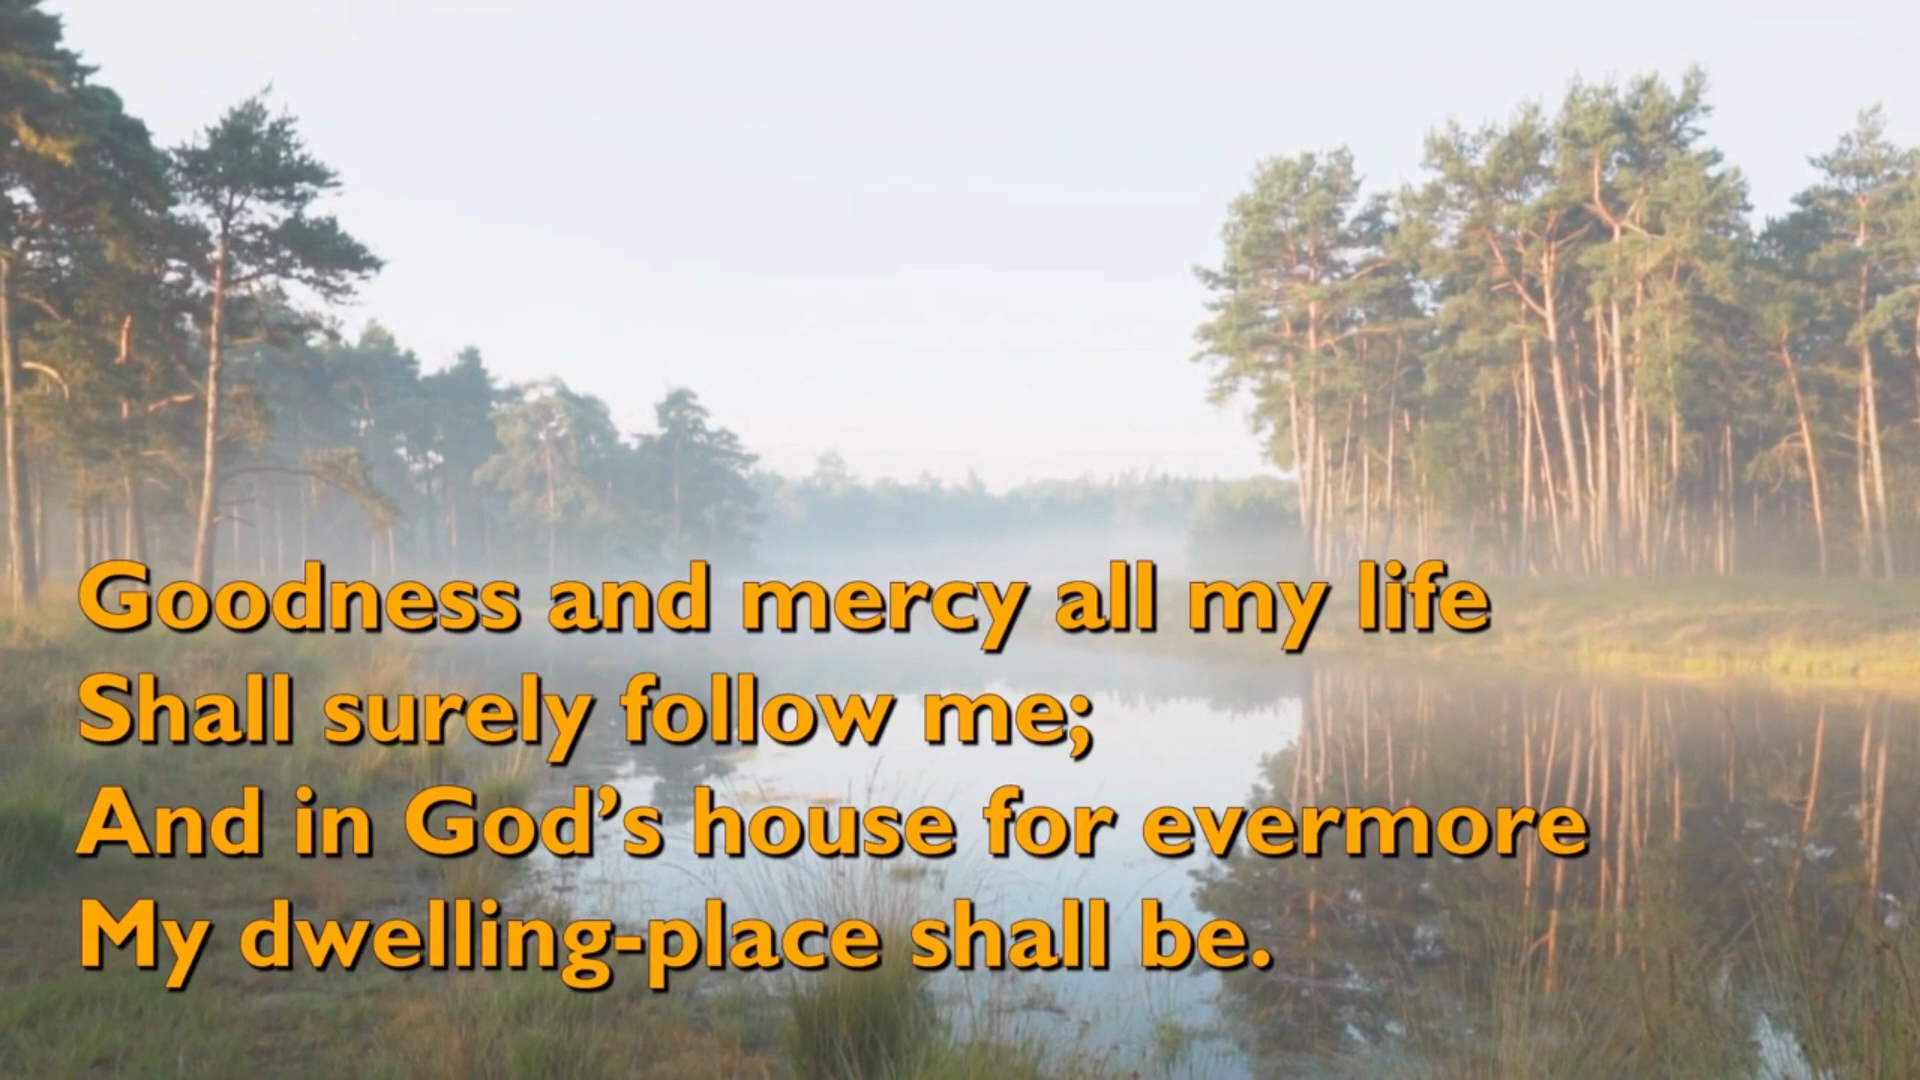 Goodness and mercy all my life
Shall surely follow me;
And in God’s house for evermore
My dwelling-place shall be.